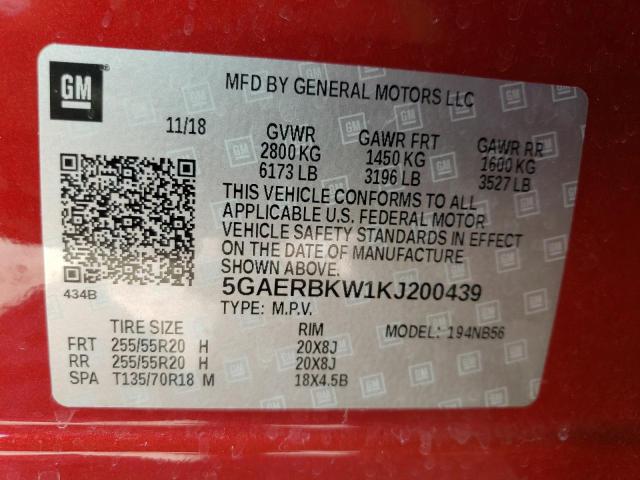 GM
MFD BY GENERAL MOTORS LLC
11/18
GVWR GAWR FRT GAWR RR
2800 KG 1450 KG 1600 KG
6173 LB 3196 LB 3527 LB
THIS VEHICLE CONFORMS TO ALL
APPLICABLE U.S. FEDERAL MOTOR
VEHICLE SAFETY STANDARDS IN EFFECT
ON THE DATE OF MANUFACTURE
SHOWN ABOVE.
434B
5GAERBKW1KJ200439
TYPE: M.P.V.
TIRE SIZE RIM MODEL: 194NB56
FRT 255/55R20 H 20X8J
RR 255/55R20 H 20X8J
SPA T135/70R18 M 18X4.5B